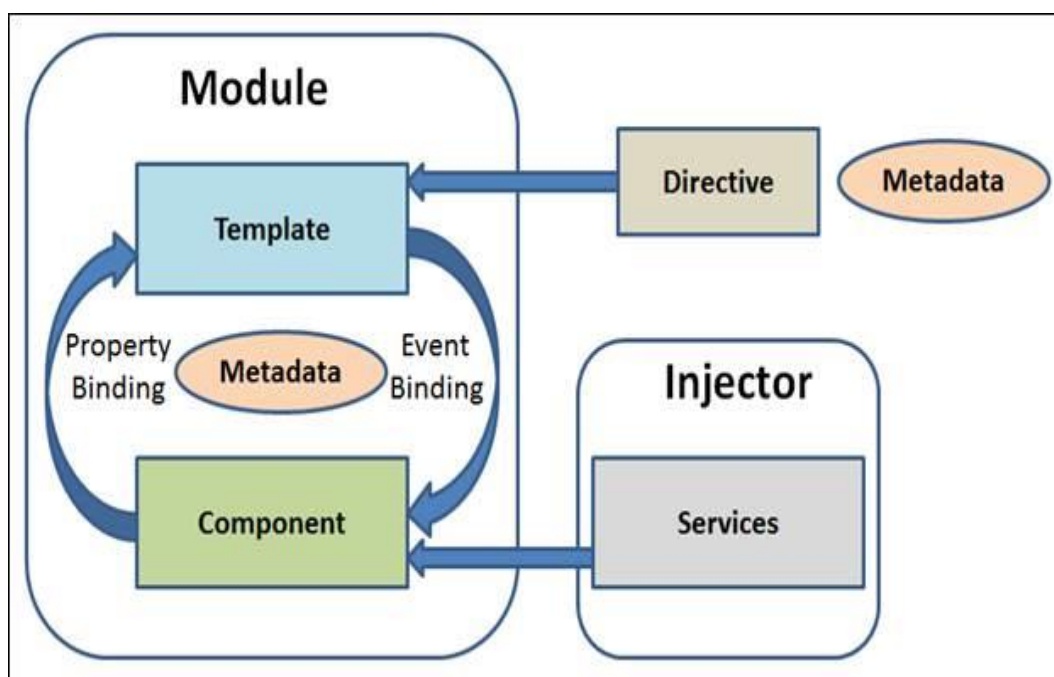 Module
Template
Directive
Metadata
Property
Binding
Metadata
Event
Binding
Injector
Component
Services